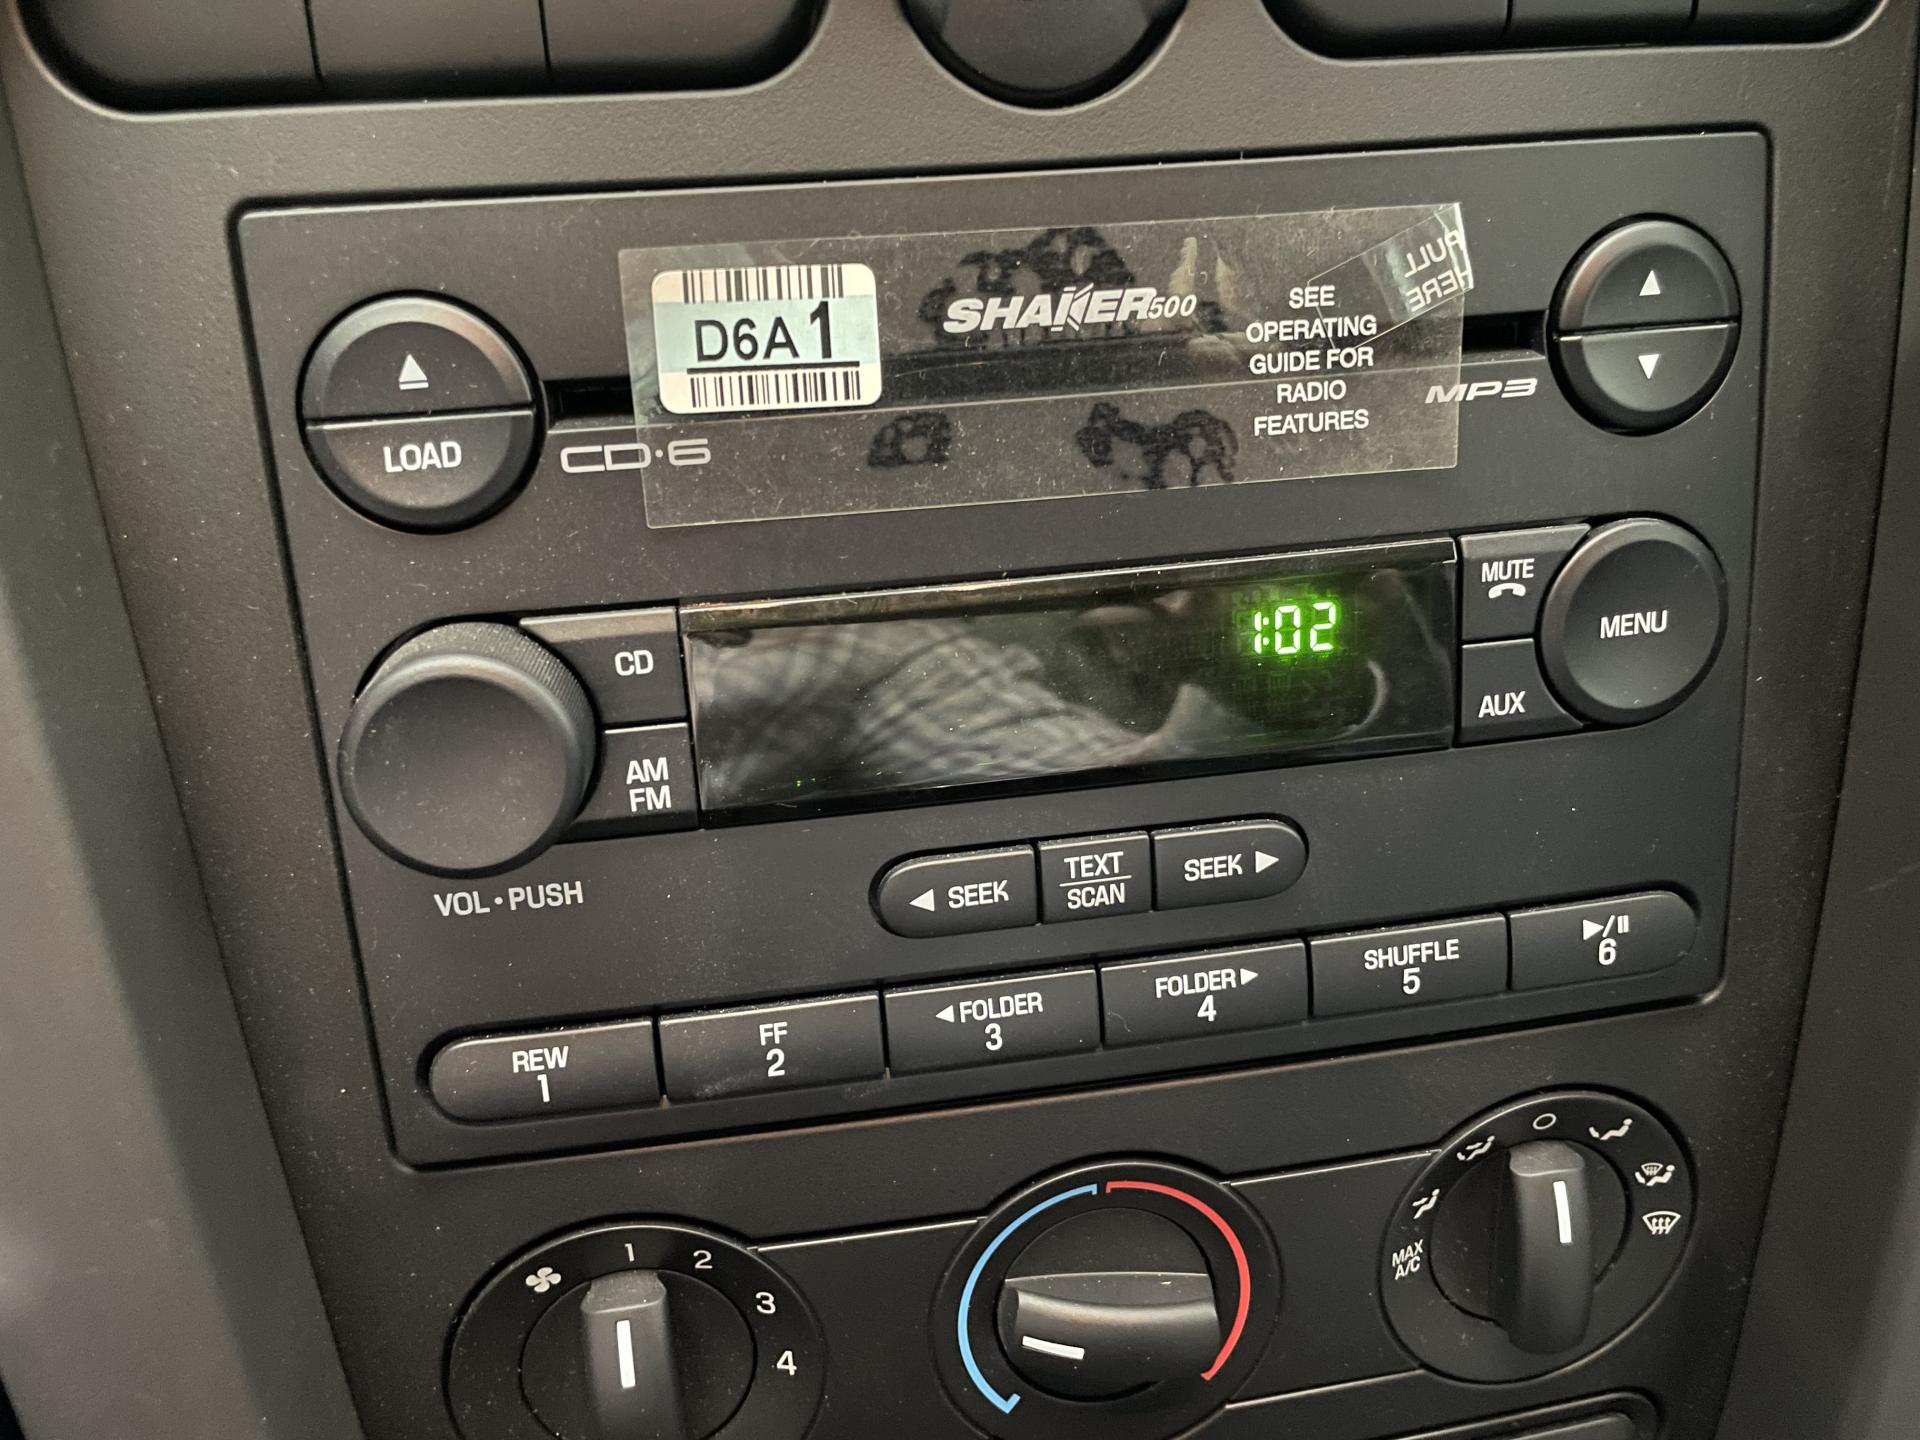 D6A1
SHAKER500
SEE
OPERATING
GUIDE FOR
RADIO
FEATURES
PULL
HERE
LOAD
CD·6
MP3
CD
AM
FM
1:02
MUTE
AUX
MENU
VOL·PUSH
◀ SEEK
TEXT
SCAN
SEEK ▶
REW
1
FF
2
◀FOLDER
3
FOLDER▶
4
SHUFFLE
5
▶/II
6
1
2
3
4
MAX
A/C